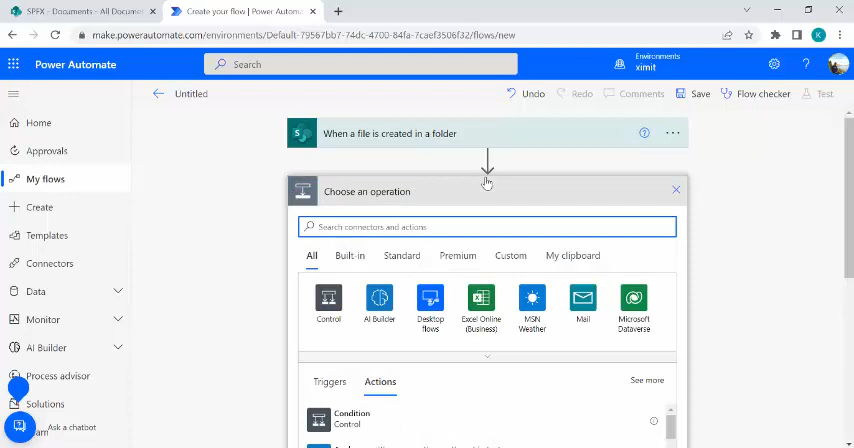 SPFX - Documents - All Documen
Create your flow | Power Automat
make.powerautomate.com/environments/Default-79567bb7-74dc-4700-84fa-7caef3506f32/flows/new
K
Power Automate
Search
Environments
ximit
Untitled
Undo
Redo
Comments
Save
Flow checker
Test
Home
Approvals
My flows
Create
Templates
Connectors
Data
Monitor
AI Builder
Process advisor
Solutions
Ask a chatbot
When a file is created in a folder
Choose an operation
Search connectors and actions
All
Built-in
Standard
Premium
Custom
My clipboard
Control
AI Builder
Desktop
flows
Excel Online
(Business)
MSN
Weather
Mail
Microsoft
Dataverse
Triggers
Actions
See more
Condition
Control